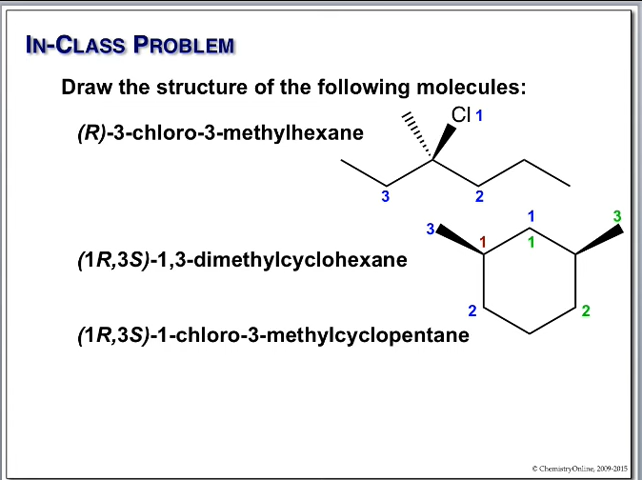 IN-CLASS PROBLEM
Draw the structure of the following molecules:
(R)-3-chloro-3-methylhexane
Cl 1
3 2
(1R,3S)-1,3-dimethylcyclohexane
1 3
3 1 1
2 2
(1R,3S)-1-chloro-3-methylcyclopentane
© ChemistryOnline, 2009-2015